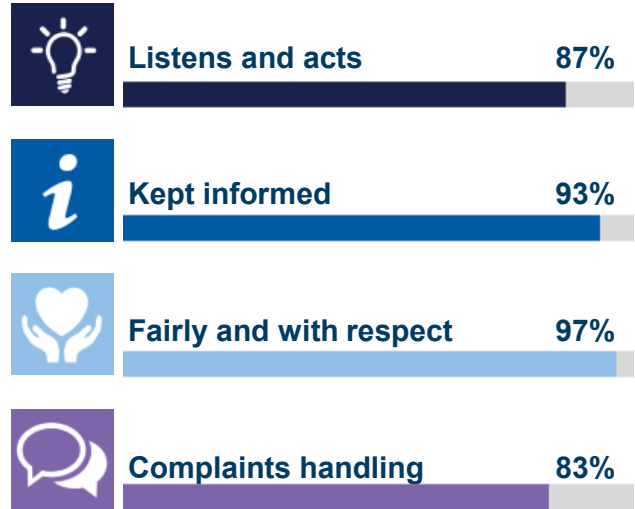 Listens and acts 87%
Kept informed 93%
Fairly and with respect 97%
Complaints handling 83%